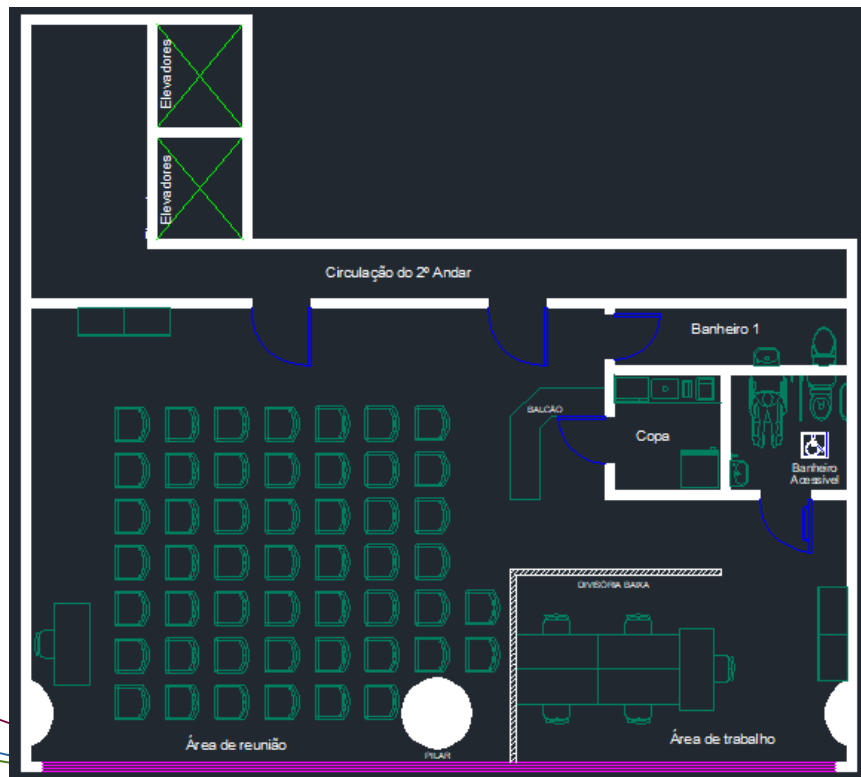 Elevadores
Elevadores
Circulação do 2º Andar
Banheiro 1
BALCÃO
Copa
Banheiro
Acessível
DIVISÓRIA BAIXA
Área de reunião
PILAR
Área de trabalho